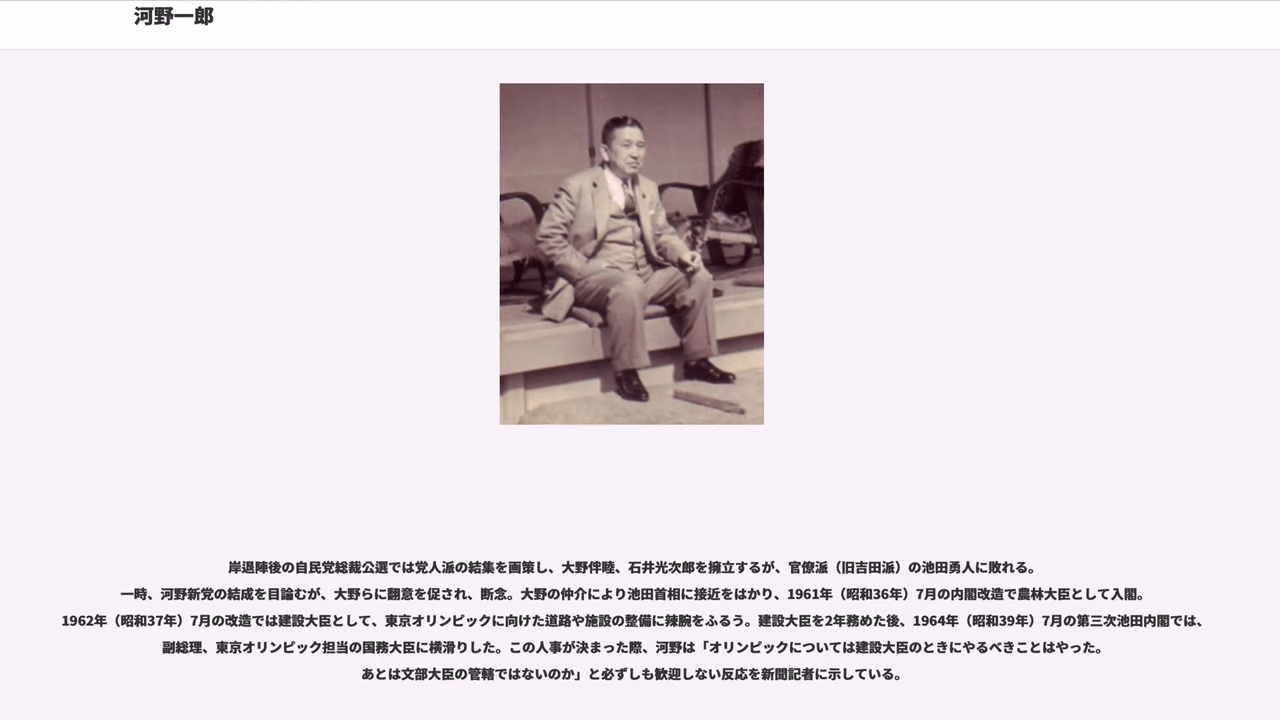 河野一郎
岸退陣後の自民党総裁公選では党人派の結集を画策し、大野伴睦、石井光次郎を擁立するが、官僚派（旧吉田派）の池田勇人に敗れる。
一時、河野新党の結成を目論むが、大野らに翻意を促され、断念。大野の仲介により池田首相に接近をはかり、1961年（昭和36年）7月の内閣改造で農林大臣として入閣。
1962年（昭和37年）7月の改造では建設大臣として、東京オリンピックに向けた道路や施設の整備に辣腕をふるう。建設大臣を2年務めた後、1964年（昭和39年）7月の第三次池田内閣では、
副総理、東京オリンピック担当の国務大臣に横滑りした。この人事が決まった際、河野は「オリンピックについては建設大臣のときにやるべきことはやった。
あとは文部大臣の管轄ではないのか」と必ずしも歓迎しない反応を新聞記者に示している。